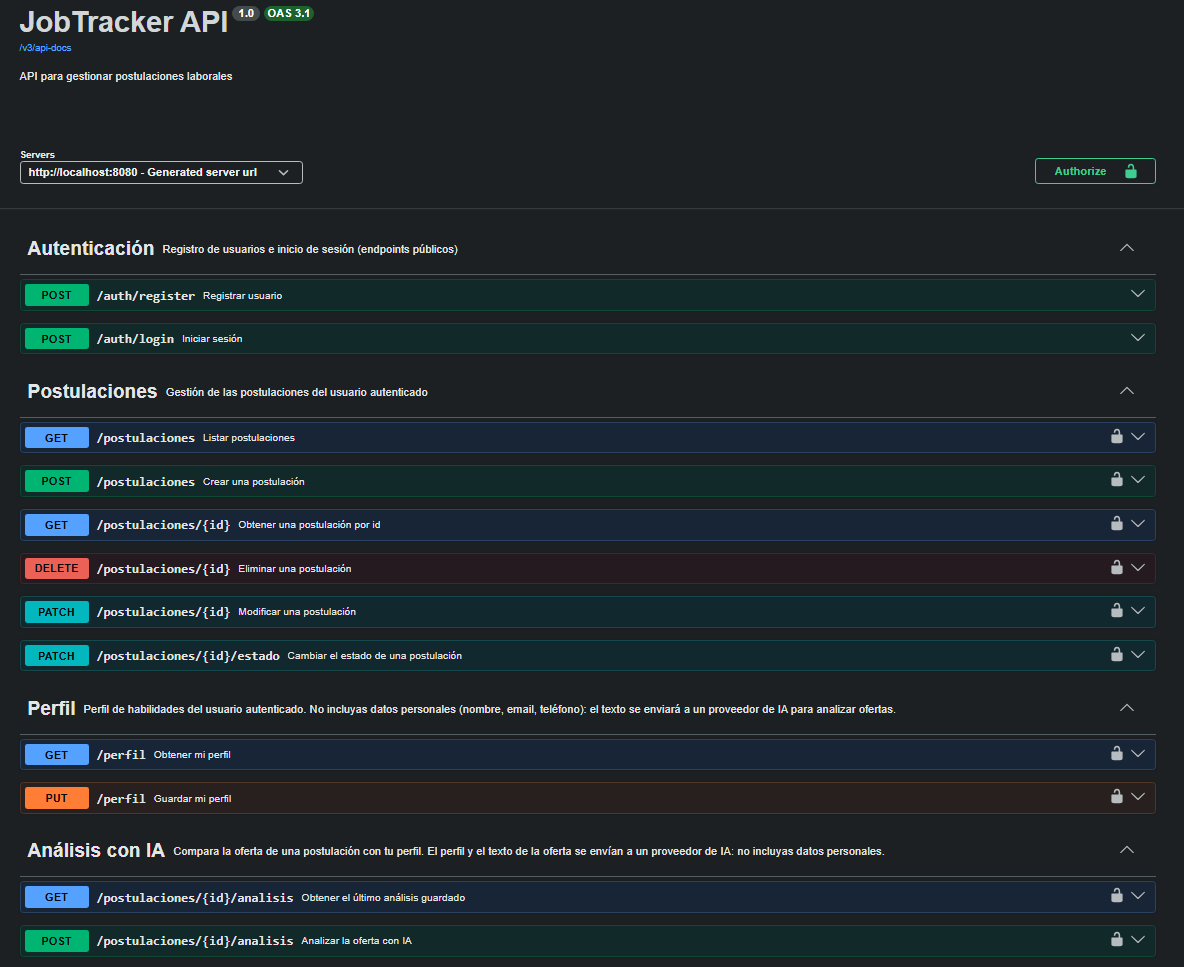 JobTracker API 1.0 OAS 3.1
/v3/api-docs
API para gestionar postulaciones laborales
Servers
http://localhost:8080 - Generated server url
Authorize
Autenticación Registro de usuarios e inicio de sesión (endpoints públicos)
POST /auth/register Registrar usuario
POST /auth/login Iniciar sesión
Postulaciones Gestión de las postulaciones del usuario autenticado
GET /postulaciones Listar postulaciones
POST /postulaciones Crear una postulación
GET /postulaciones/{id} Obtener una postulación por id
DELETE /postulaciones/{id} Eliminar una postulación
PATCH /postulaciones/{id} Modificar una postulación
PATCH /postulaciones/{id}/estado Cambiar el estado de una postulación
Perfil Perfil de habilidades del usuario autenticado. No incluyas datos personales (nombre, email, teléfono): el texto se enviará a un proveedor de IA para analizar ofertas.
GET /perfil Obtener mi perfil
PUT /perfil Guardar mi perfil
Análisis con IA Compara la oferta de una postulación con tu perfil. El perfil y el texto de la oferta se envían a un proveedor de IA: no incluyas datos personales.
GET /postulaciones/{id}/analisis Obtener el último análisis guardado
POST /postulaciones/{id}/analisis Analizar la oferta con IA